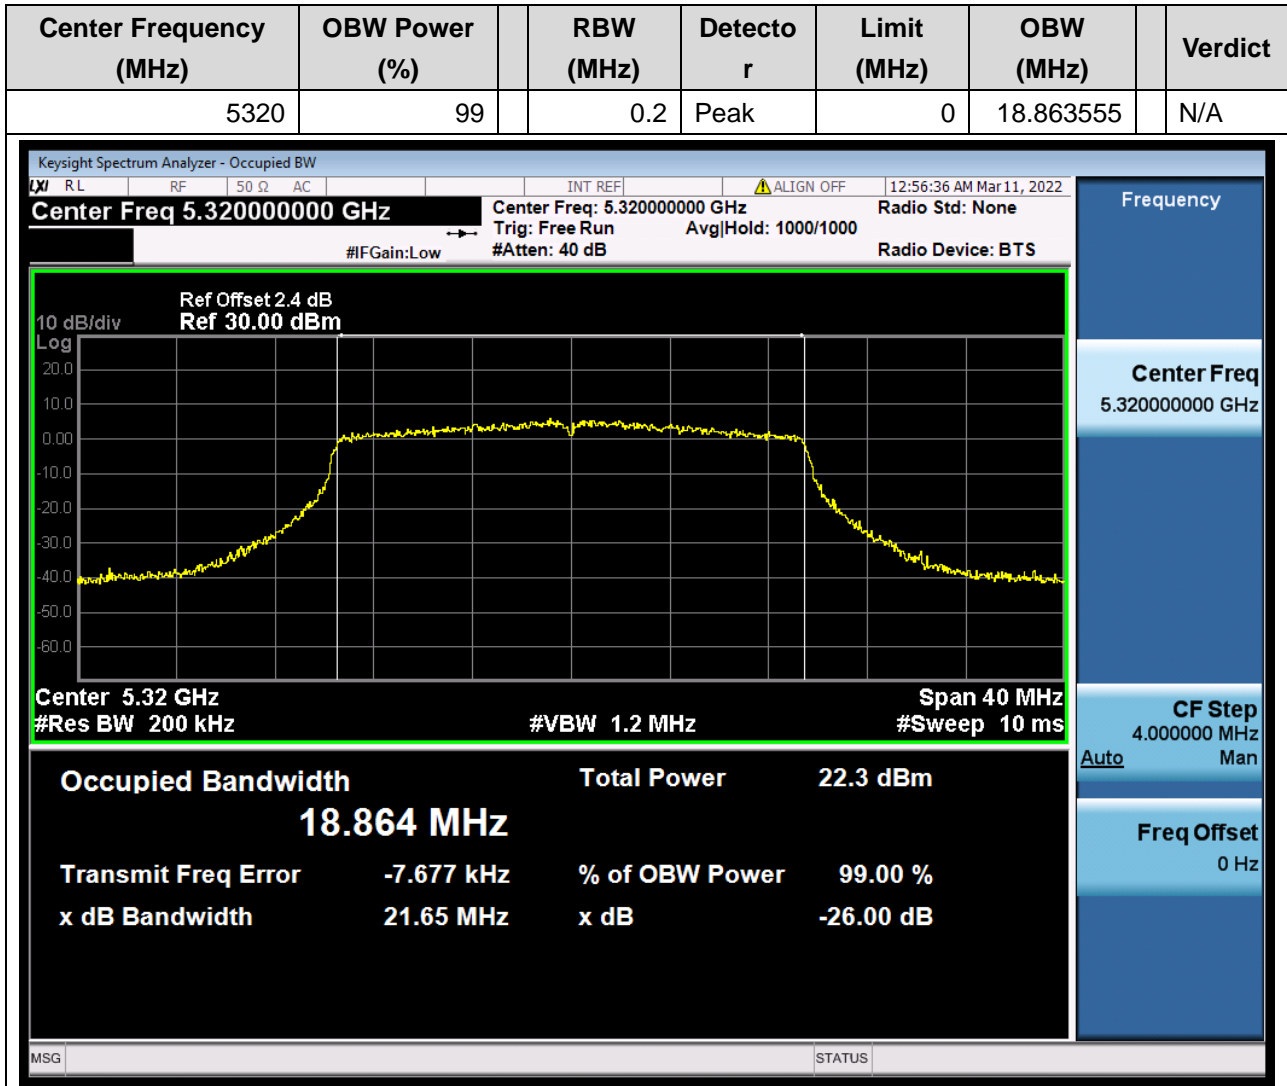 Center Frequency (MHz) OBW Power (%) RBW (MHz) Detecto r Limit (MHz) OBW (MHz) Verdict
5320 99 0.2 Peak 0 18.863555 N/A
Keysight Spectrum Analyzer - Occupied BW
LXI RL RF 50 Ω AC INT REF ALIGN OFF 12:56:36 AM Mar 11, 2022
Center Freq 5.320000000 GHz
Center Freq: 5.320000000 GHz
Radio Std: None
Trig: Free Run Avg|Hold: 1000/1000
#IFGain:Low
#Atten: 40 dB
Radio Device: BTS
Ref Offset 2.4 dB
10 dB/div Ref 30.00 dBm
Log
20.0
10.0
0.00
-10.0
-20.0
-30.0
-40.0
-50.0
-60.0
Center 5.32 GHz Span 40 MHz
#Res BW 200 kHz #VBW 1.2 MHz #Sweep 10 ms
Occupied Bandwidth Total Power 22.3 dBm
18.864 MHz
Transmit Freq Error -7.677 kHz % of OBW Power 99.00 %
x dB Bandwidth 21.65 MHz x dB -26.00 dB
Frequency
Center Freq
5.320000000 GHz
CF Step
4.000000 MHz
Auto Man
Freq Offset
0 Hz
MSG STATUS